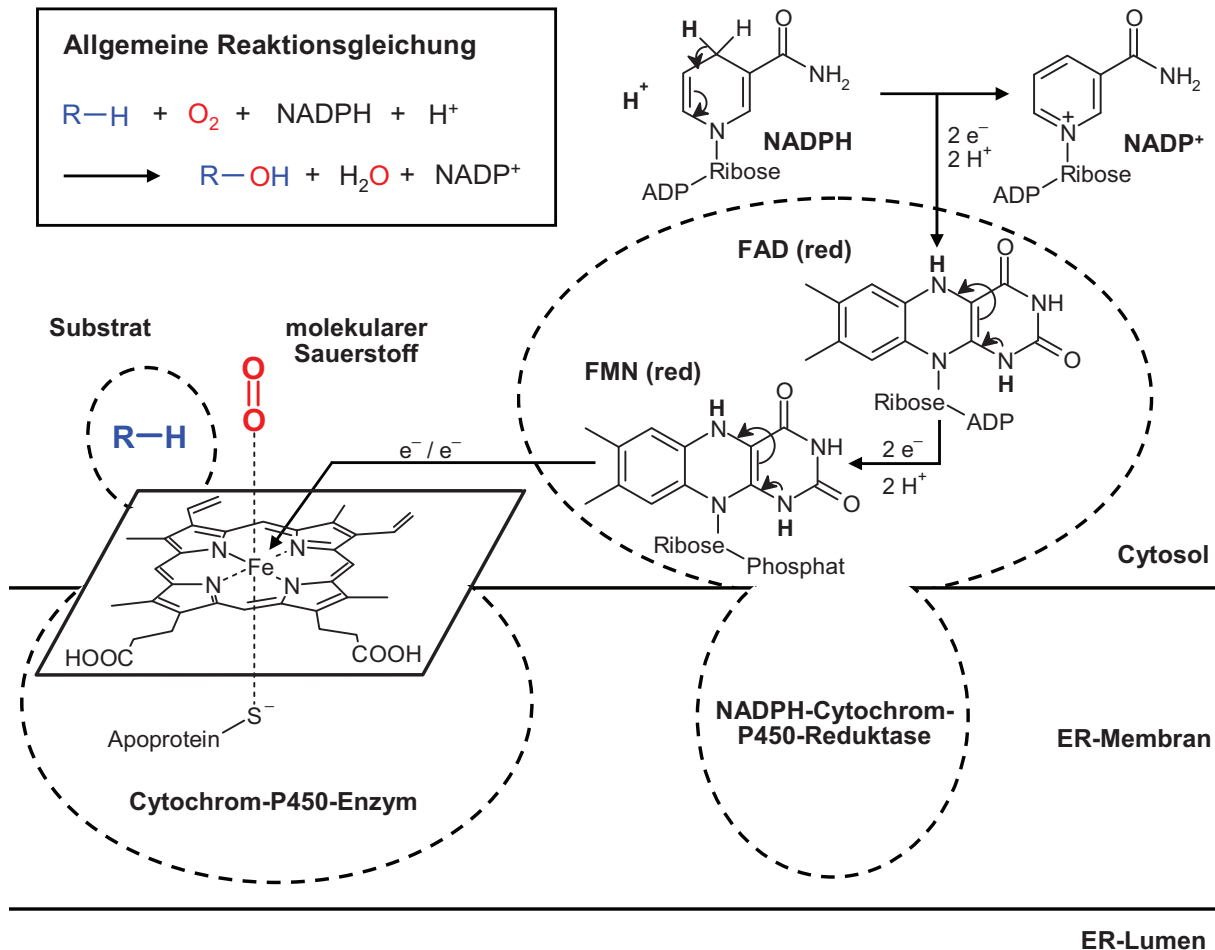 Allgemeine Reaktionsgleichung
R–H + O₂ + NADPH + H⁺
R–OH + H₂O + NADP⁺
H H
O
NH₂
H⁺
N
NADPH
Ribose
ADP
2 e⁻
2 H⁺
O
NH₂
N⁺
NADP⁺
Ribose
ADP
FAD (red)
H
N
O
NH
N
N
H
O
Ribose
ADP
2 e⁻
2 H⁺
FMN (red)
H
N
O
NH
N
N
H
O
Ribose
Phosphat
Substrat
R–H
molekularer
Sauerstoff
O
O
e⁻ / e⁻
N N
Fe
N N
HOOC
COOH
S⁻
Apoprotein
Cytochrom-P450-Enzym
NADPH-Cytochrom-
P450-Reduktase
Cytosol
ER-Membran
ER-Lumen